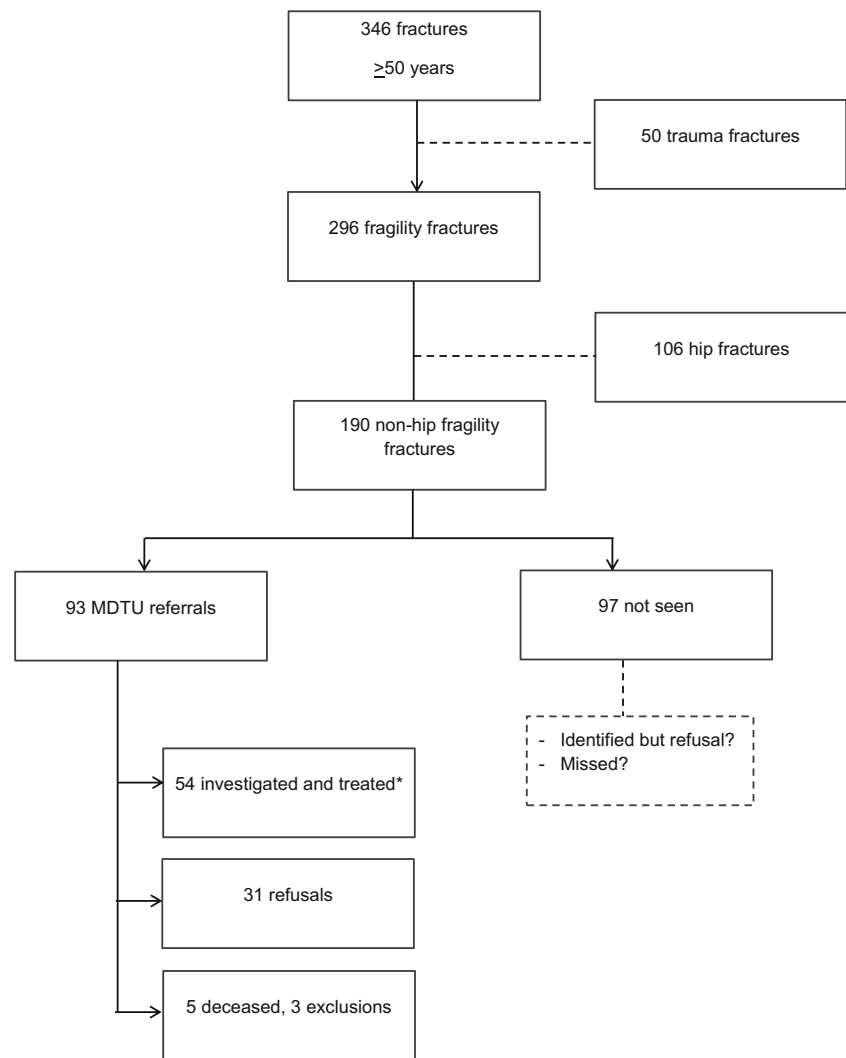 346 fractures
≥50 years
50 trauma fractures
296 fragility fractures
106 hip fractures
190 non-hip fragility
fractures
93 MDTU referrals
97 not seen
- Identified but refusal?
- Missed?
54 investigated and treated*
31 refusals
5 deceased, 3 exclusions